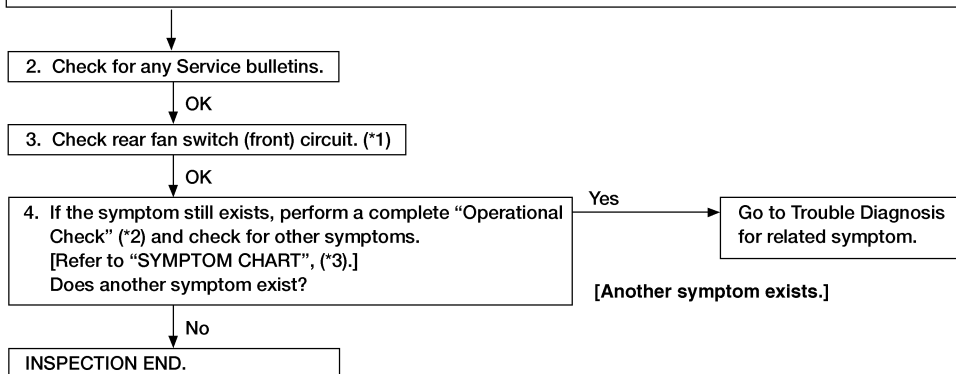 2. Check for any Service bulletins.
OK
3. Check rear fan switch (front) circuit. (*1)
OK
4. If the symptom still exists, perform a complete “Operational
Check” (*2) and check for other symptoms.
[Refer to “SYMPTOM CHART”, (*3).]
Does another symptom exist?
Yes
Go to Trouble Diagnosis
for related symptom.
[Another symptom exists.]
No
INSPECTION END.